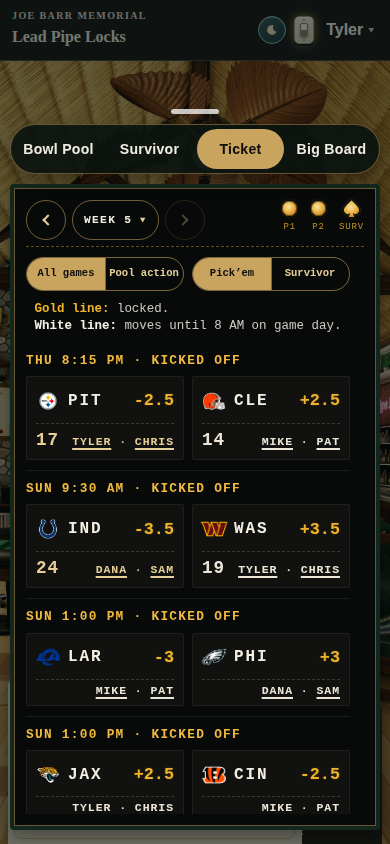 JOE BARR MEMORIAL
Lead Pipe Locks
Tyler
Bowl Pool Survivor Ticket Big Board
WEEK 5
P1 P2 SURV
All games Pool action Pick'em Survivor
Gold line: locked.
White line: moves until 8 AM on game day.
THU 8:15 PM · KICKED OFF
PIT -2.5 CLE +2.5
17 TYLER · CHRIS 14 MIKE · PAT
SUN 9:30 AM · KICKED OFF
IND -3.5 WAS +3.5
24 DANA · SAM 19 TYLER · CHRIS
SUN 1:00 PM · KICKED OFF
LAR -3 PHI +3
MIKE · PAT DANA · SAM
SUN 1:00 PM · KICKED OFF
JAX +2.5 CIN -2.5
TYLER · CHRIS MIKE · PAT